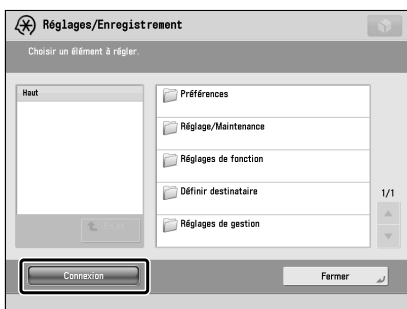 Réglages/Enregistrement
Choisir un élément à régler.
Haut
Préférences
Réglage/Maintenance
Réglages de fonction
Définir destinataire
Réglages de gestion
1/1
Connexion
Fermer